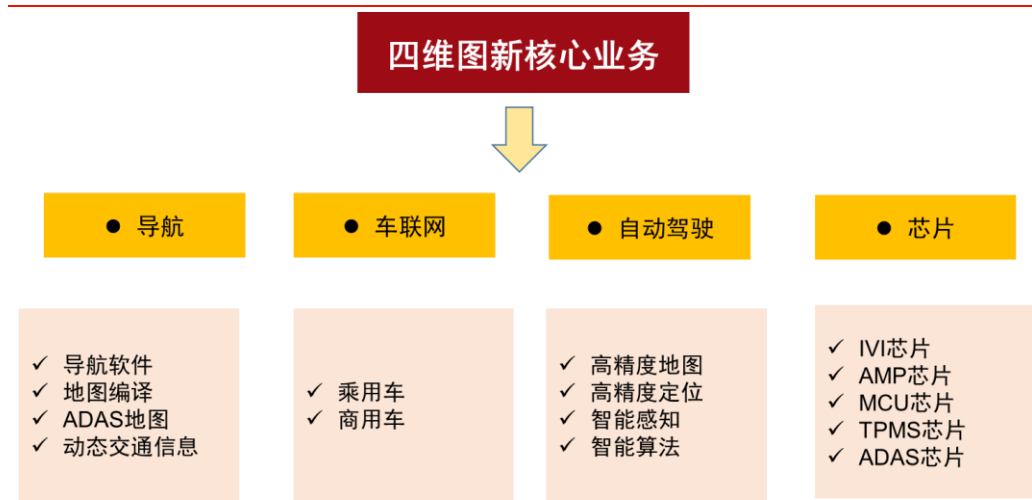 四维图新核心业务
● 导航
● 车联网
● 自动驾驶
● 芯片
✓ 导航软件
✓ 地图编译
✓ ADAS地图
✓ 动态交通信息
✓ 乘用车
✓ 商用车
✓ 高精度地图
✓ 高精度定位
✓ 智能感知
✓ 智能算法
✓ IVI芯片
✓ AMP芯片
✓ MCU芯片
✓ TPMS芯片
✓ ADAS芯片